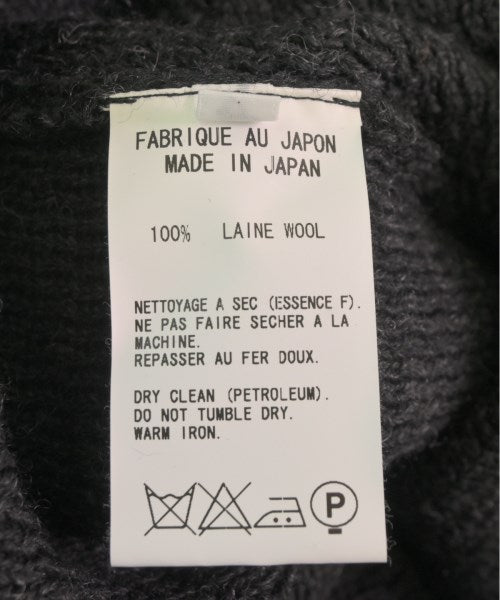 FABRIQUE AU JAPON
MADE IN JAPAN
100% LAINE WOOL
NETTOYAGE A SEC (ESSENCE F).
NE PAS FAIRE SECHER A LA
MACHINE.
REPASSER AU FER DOUX.
DRY CLEAN (PETROLEUM).
DO NOT TUMBLE DRY.
WARM IRON.
P